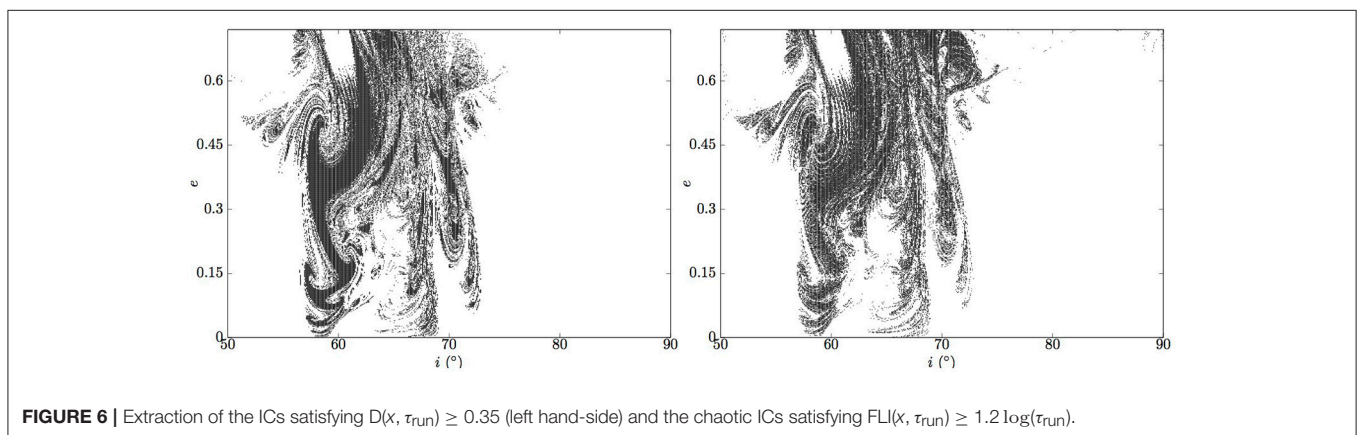 0.6
0.45
e
0.3
0.15
0
50 60 70 80 90
i (°)
0.6
0.45
e
0.3
0.15
0
50 60 70 80 90
i (°)
FIGURE 6 | Extraction of the ICs satisfying D(x, τrun) ≥ 0.35 (left hand-side) and the chaotic ICs satisfying FLI(x, τrun) ≥ 1.2 log(τrun).